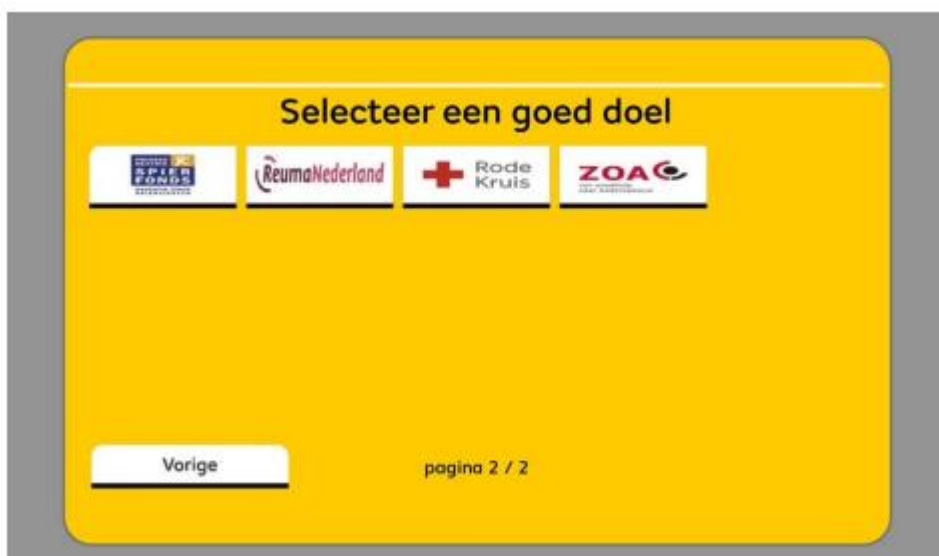 Selecteer een goed doel
SPIER
FONDS
ReumaNederland
Rode
Kruis
ZOA
Vorige
pagina 2 / 2